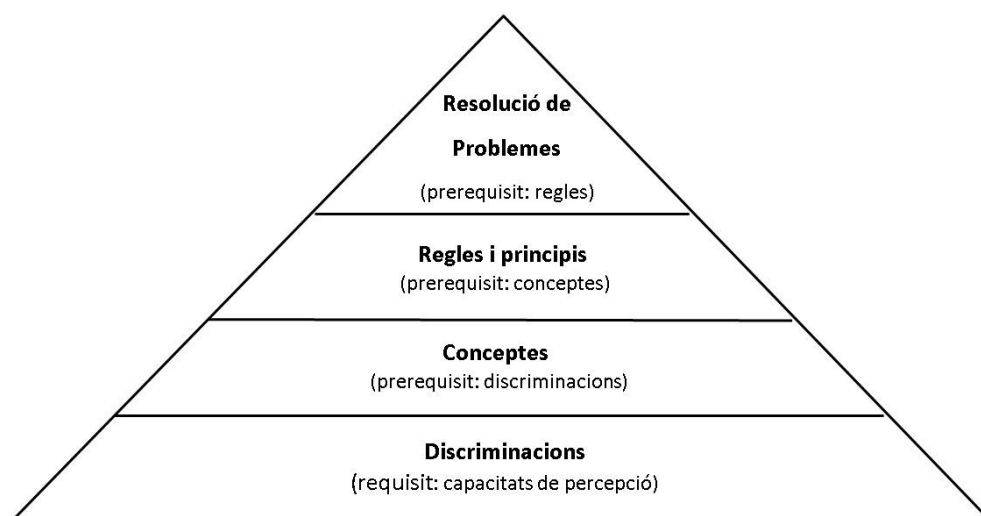 Resolució de
Problemes
(prerequisit: regles)
Regles i principis
(prerequisit: conceptes)
Conceptes
(prerequisit: discriminacions)
Discriminacions
(requisit: capacitats de percepció)